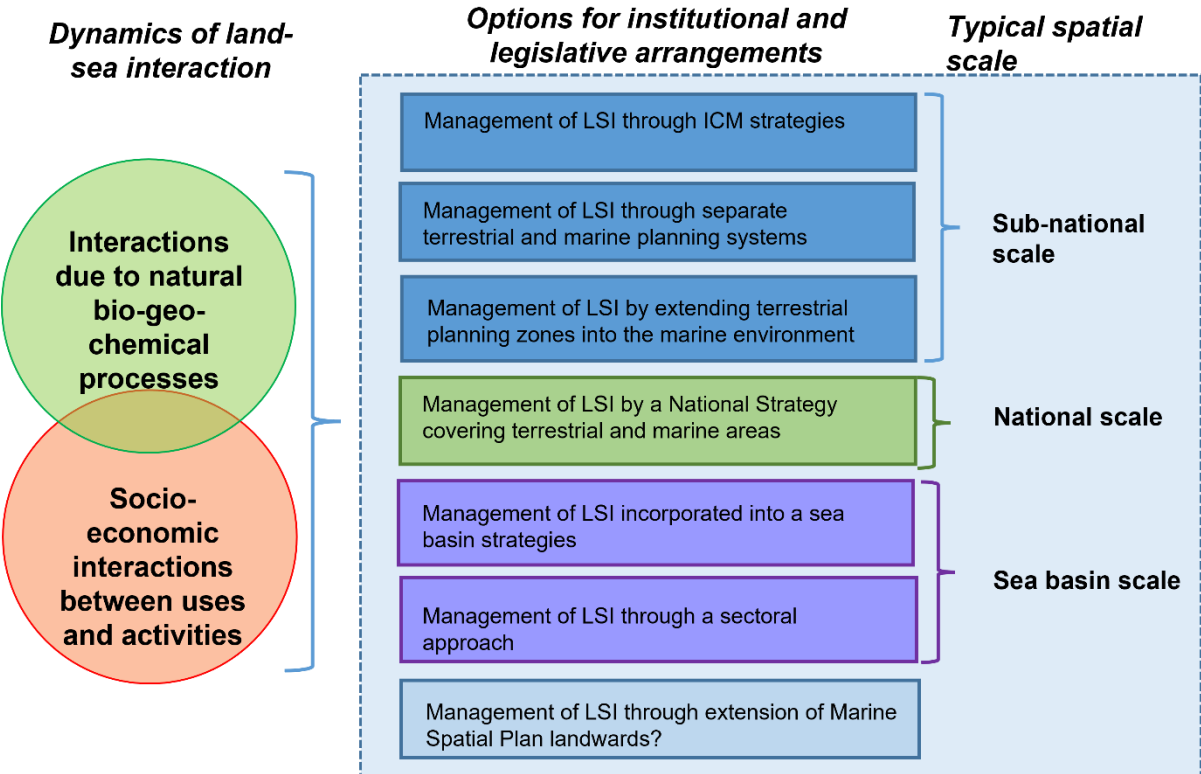 Dynamics of land-
sea interaction
Options for institutional and
legislative arrangements
Typical spatial
scale
Interactions
due to natural
bio-geo-
chemical
processes
Socio-
economic
interactions
between uses
and activities
Management of LSI through ICM strategies
Management of LSI through separate
terrestrial and marine planning systems
Management of LSI by extending terrestrial
planning zones into the marine environment
Sub-national
scale
Management of LSI by a National Strategy
covering terrestrial and marine areas
National scale
Management of LSI incorporated into a sea
basin strategies
Management of LSI through a sectoral
approach
Sea basin scale
Management of LSI through extension of Marine
Spatial Plan landwards?